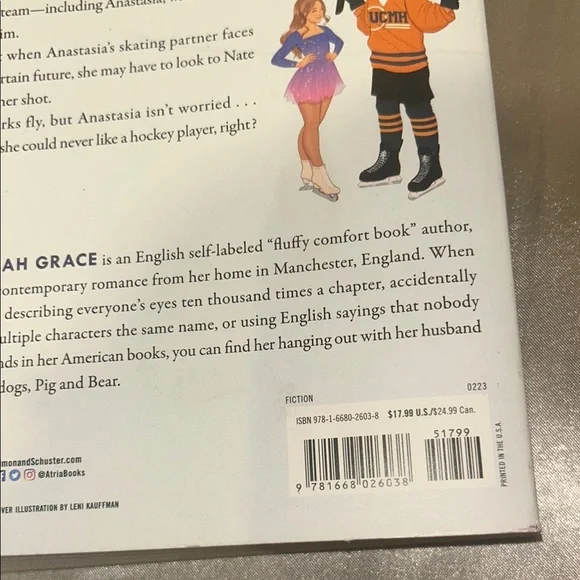 team—including Anastasia,
im.
when Anastasia's skating partner faces
rtain future, she may have to look to Nate
her shot.
rks fly, but Anastasia isn't worried . . .
she could never like a hockey player, right?
UCMH
AH GRACE is an English self-labeled “fluffy comfort book” author,
ontemporary romance from her home in Manchester, England. When
describing everyone's eyes ten thousand times a chapter, accidentally
ultiple characters the same name, or using English sayings that nobody
ds in her American books, you can find her hanging out with her husband
dogs, Pig and Bear.
FICTION
0223
ISBN 978-1-6680-2603-8 $17.99 U.S./$24.99 Can.
51799
9 781668 026038
PRINTED IN THE U.S.A.
monandSchuster.com
@AtriaBooks
VER ILLUSTRATION BY LENI KAUFFMAN